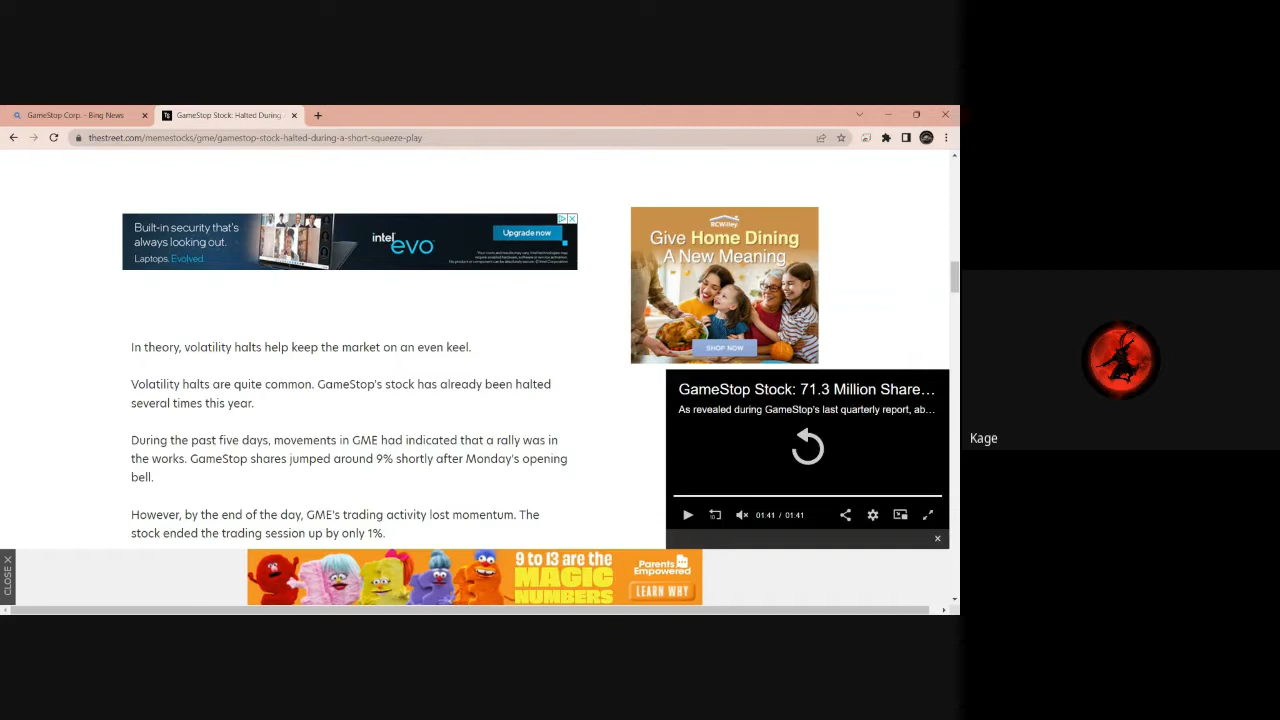 GameStop Corp. - Bing News
GameStop Stock: Halted During
thestreet.com/memestocks/gme/gamestop-stock-halted-during-a-short-squeeze-play
Built-in security that's
always looking out.
Laptops. Evolved.
intel
evo
Upgrade now
RCWilley
Give Home Dining
A New Meaning
SHOP NOW
In theory, volatility halts help keep the market on an even keel.
Volatility halts are quite common. GameStop's stock has already been halted
several times this year.
During the past five days, movements in GME had indicated that a rally was in
the works. GameStop shares jumped around 9% shortly after Monday's opening
bell.
However, by the end of the day, GME's trading activity lost momentum. The
stock ended the trading session up by only 1%.
GameStop Stock: 71.3 Million Share...
As revealed during GameStop's last quarterly report, ab...
10
01:41 / 01:41
CLOSE X
9 to 13 are the
MAGIC
NUMBERS
Parents
Empowered
LEARN WHY
Kage